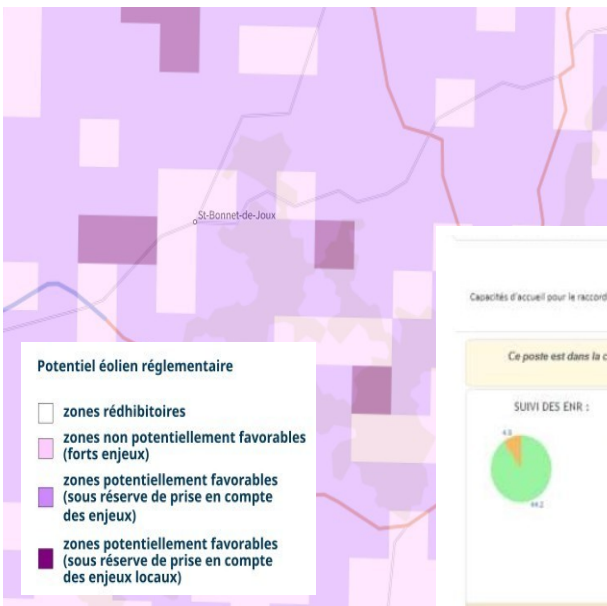 St-Bonnet-de-Joux
Capacités d'accueil pour le raccord
Ce poste est dans la c
SUIVI DES ENR :
4.5
44.2
Potentiel éolien réglementaire
zones rédhibitoires
zones non potentiellement favorables
(forts enjeux)
zones potentiellement favorables
(sous réserve de prise en compte
des enjeux)
zones potentiellement favorables
(sous réserve de prise en compte
des enjeux locaux)